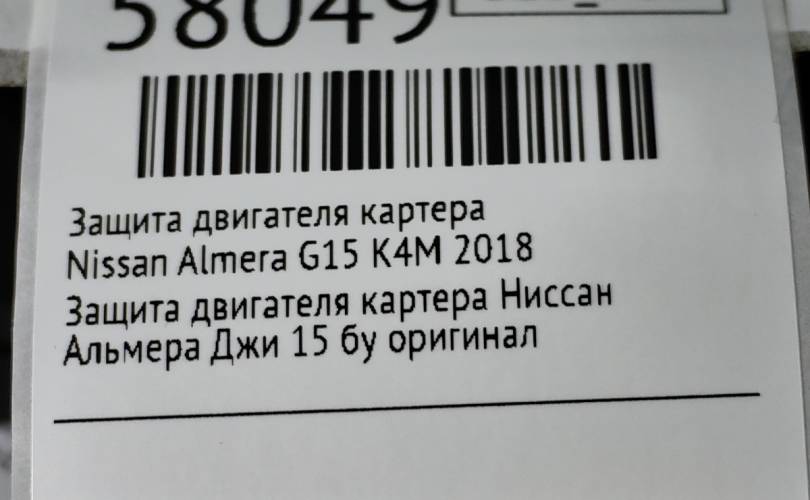 58049
Защита двигателя картера
Nissan Almera G15 K4M 2018
Защита двигателя картера Ниссан
Альмера Джи 15 бу оригинал